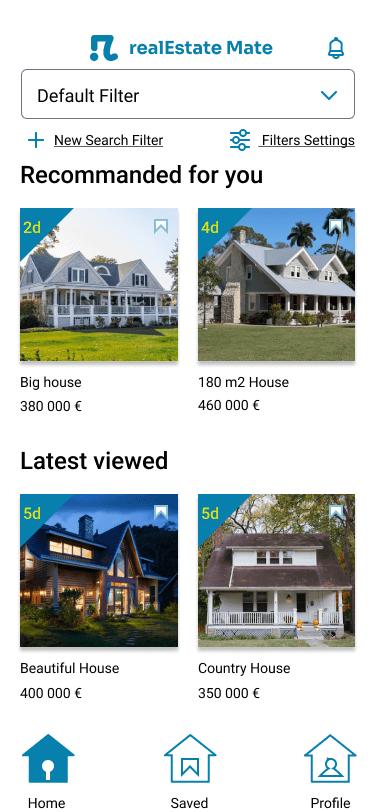 realEstate Mate
Default Filter
New Search Filter
Filters Settings
Recommanded for you
2d
4d
Big house
180 m2 House
380 000 €
460 000 €
Latest viewed
5d
5d
Beautiful House
Country House
400 000 €
350 000 €
Home
Saved
Profile